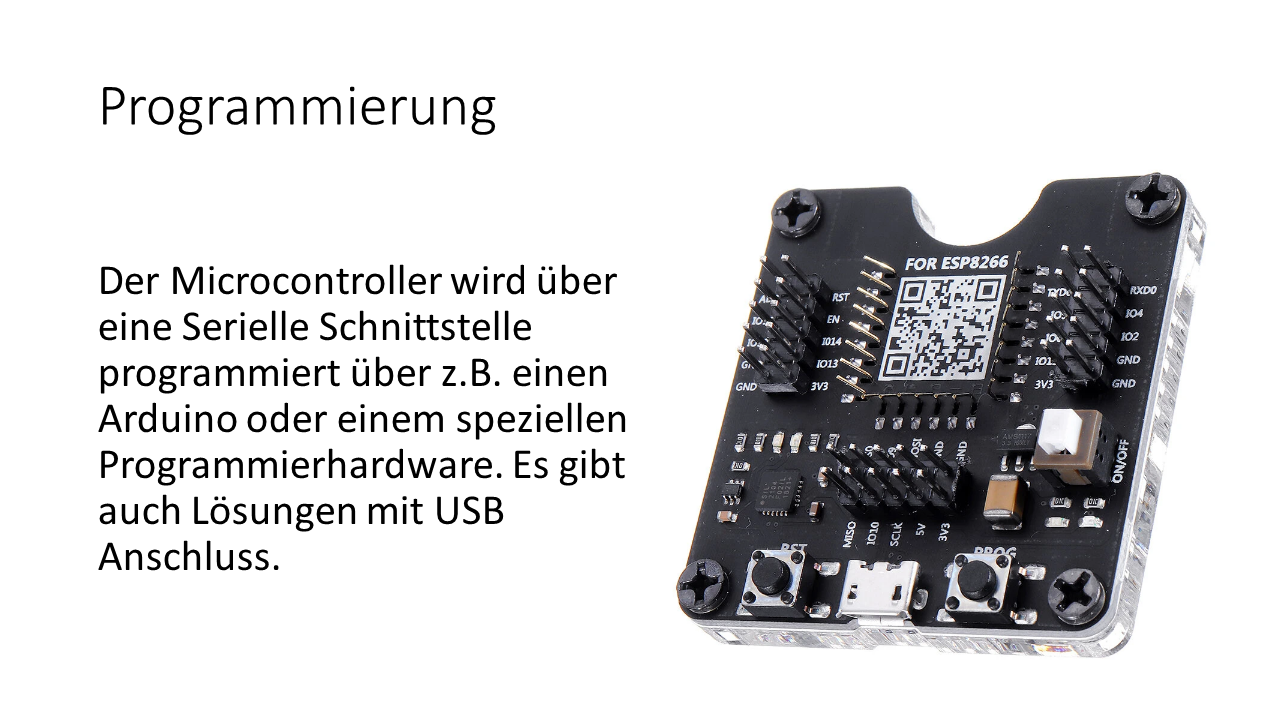 Programmierung
Der Microcontroller wird über
eine Serielle Schnittstelle
programmiert über z.B. einen
Arduino oder einem speziellen
Programmierhardware. Es gibt
auch Lösungen mit USB
Anschluss.
FOR ESP8266
RST
EN
IO14
IO13
GND
3V3
RXD0
IO4
IO2
GND
3V3
GND
ON/OFF
MISO
IO10
SCLK
5V
3V3
RST
PROG